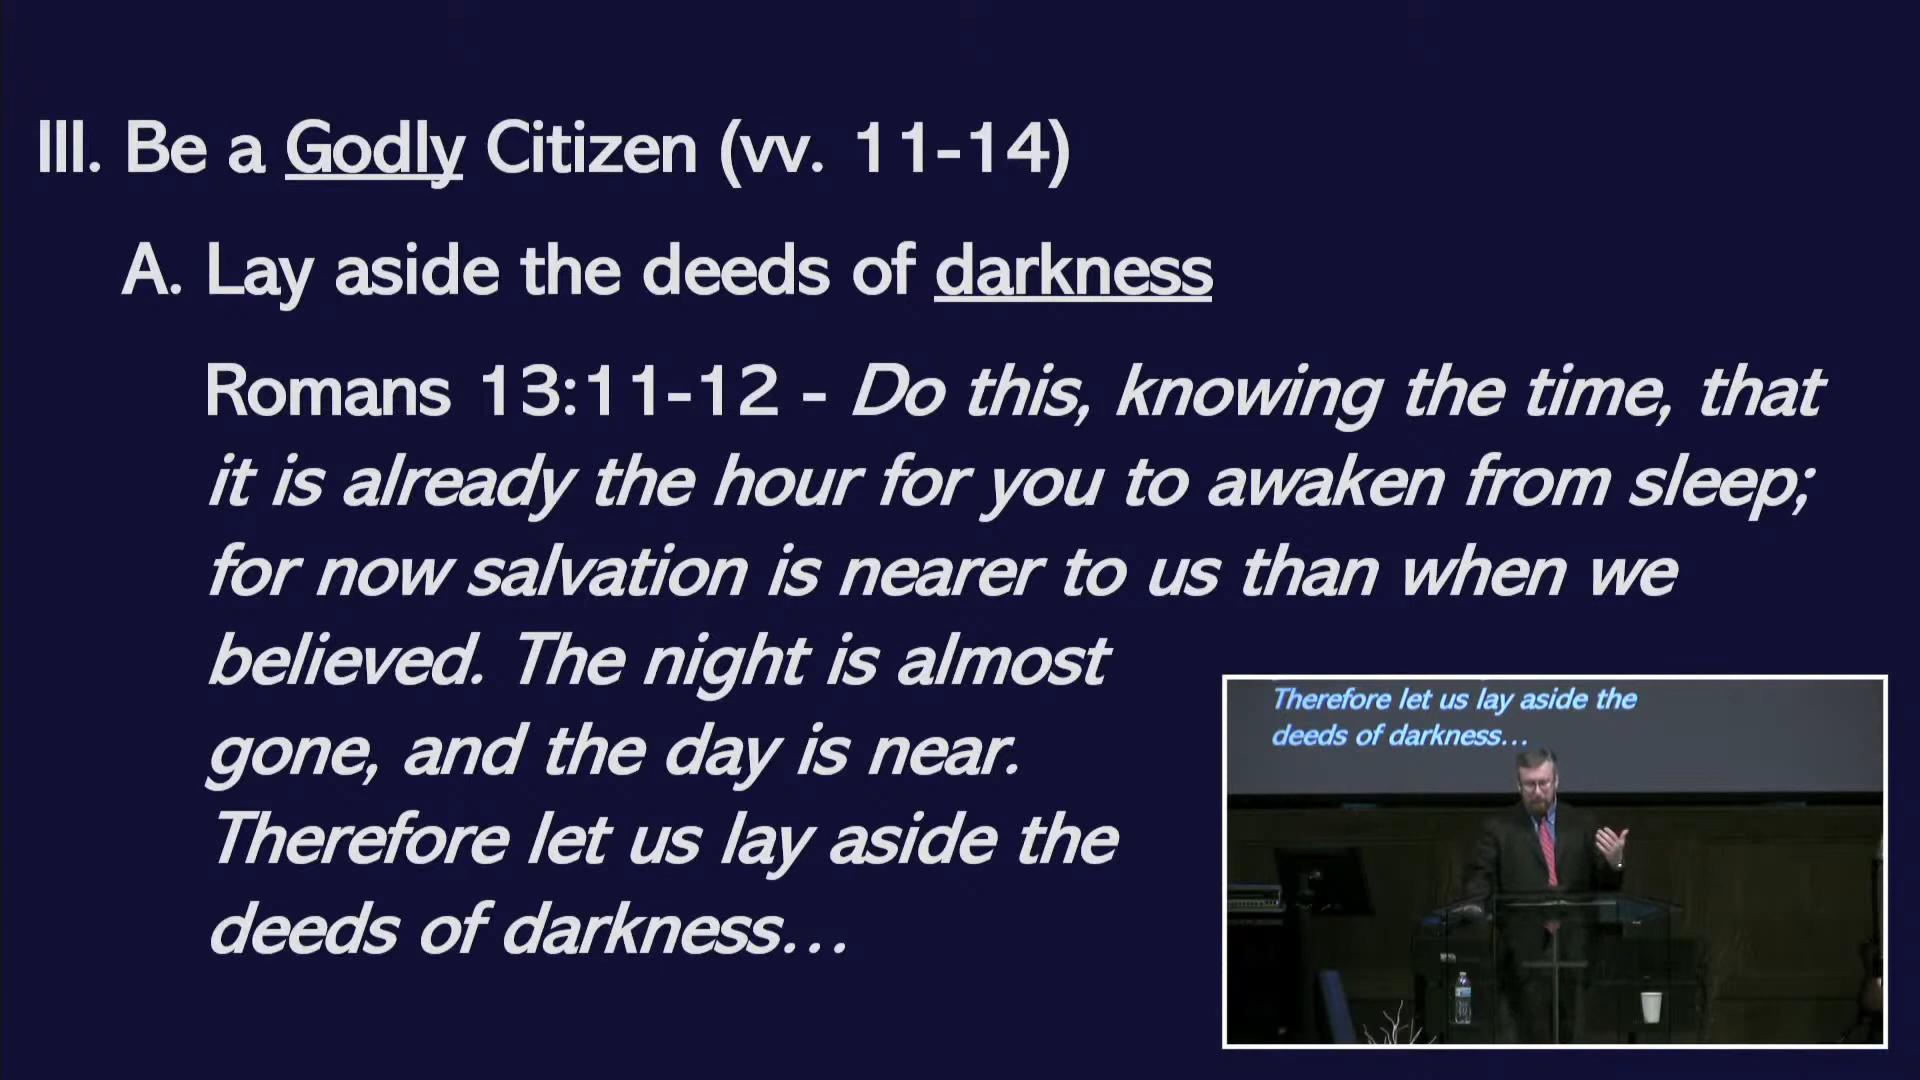 III. Be a Godly Citizen (vv. 11-14)
A. Lay aside the deeds of darkness
Romans 13:11-12 - Do this, knowing the time, that
it is already the hour for you to awaken from sleep;
for now salvation is nearer to us than when we
believed. The night is almost
gone, and the day is near.
Therefore let us lay aside the
deeds of darkness...
Therefore let us lay aside the
deeds of darkness...